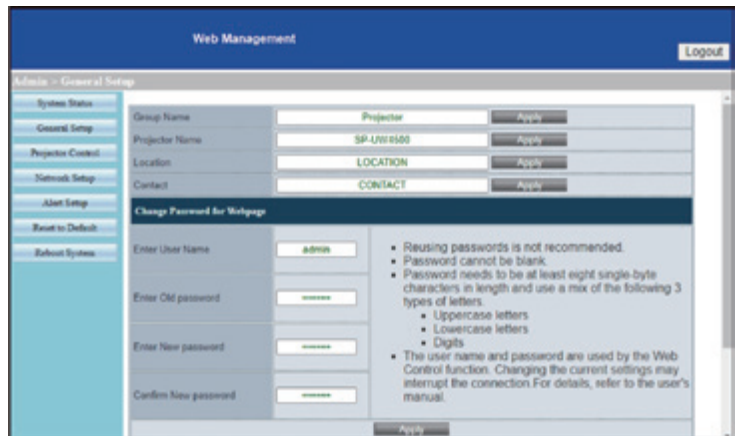 Web Management
Logout
Admin > General Setup
System Status
General Setup
Projector Control
Network Setup
Alert Setup
Reset to Default
Reboot System
Group Name Projector Apply
Projector Name SP-UW4500 Apply
Location LOCATION Apply
Contact CONTACT Apply
Change Password for Webpage
Enter User Name admin
Enter Old password
Enter New password
Confirm New password
Reusing passwords is not recommended.
Password cannot be blank.
Password needs to be at least eight single-byte
characters in length and use a mix of the following 3
types of letters.
Uppercase letters
Lowercase letters
Digits
The user name and password are used by the Web
Control function. Changing the current settings may
interrupt the connection.For details, refer to the user's
manual.
Apply